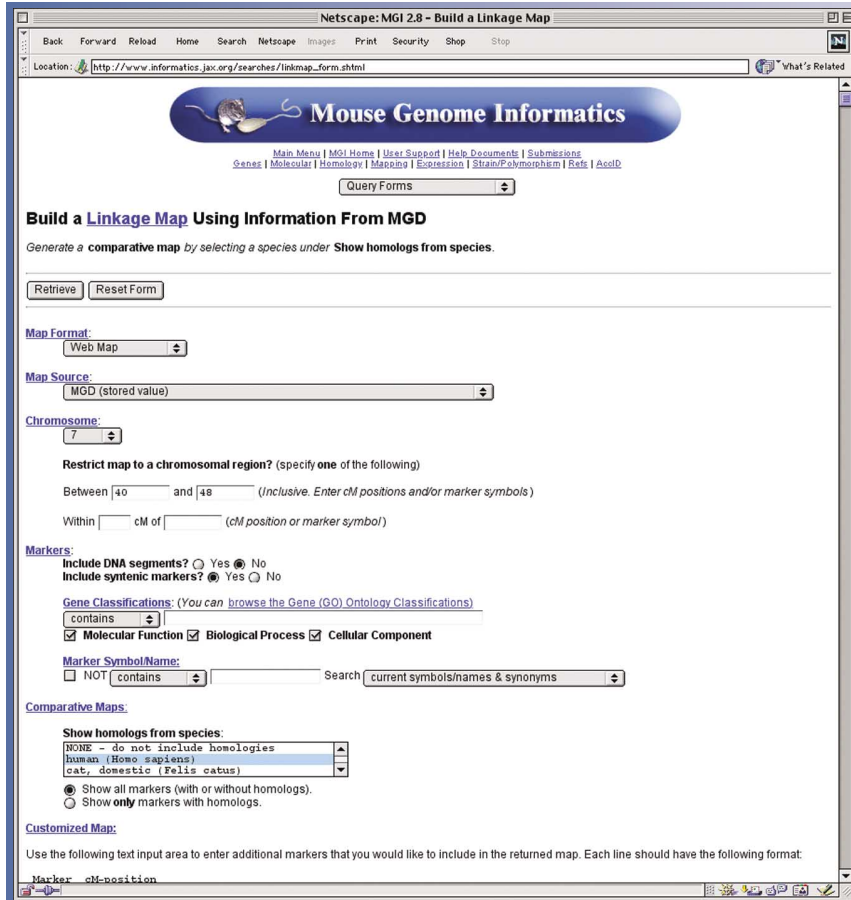 Netscape: MGI 2.8 – Build a Linkage Map
Back Forward Reload Home Search Netscape Images Print Security Shop Stop
N
Location: http://www.informatics.jax.org/searches/linkmap_form.shtml What's Related
Mouse Genome Informatics
Main Menu | MGI Home | User Support | Help Documents | Submissions
Genes | Molecular | Homology | Mapping | Expression | Strain/Polymorphism | Refs | AccID
Query Forms
Build a Linkage Map Using Information From MGD
Generate a comparative map by selecting a species under Show homologs from species.
Retrieve Reset Form
Map Format:
Web Map
Map Source:
MGD (stored value)
Chromosome:
7
Restrict map to a chromosomal region? (specify one of the following)
Between 40 and 48 (Inclusive. Enter cM positions and/or marker symbols)
Within cM of (cM position or marker symbol)
Markers:
Include DNA segments? Yes No
Include syntenic markers? Yes No
Gene Classifications: (You can browse the Gene (GO) Ontology Classifications)
contains
Molecular Function Biological Process Cellular Component
Marker Symbol/Name:
NOT contains Search current symbols/names & synonyms
Comparative Maps:
Show homologs from species:
NONE - do not include homologies
human (Homo sapiens)
cat, domestic (Felis catus)
Show all markers (with or without homologs).
Show only markers with homologs.
Customized Map:
Use the following text input area to enter additional markers that you would like to include in the returned map. Each line should have the following format:
Marker cM-position